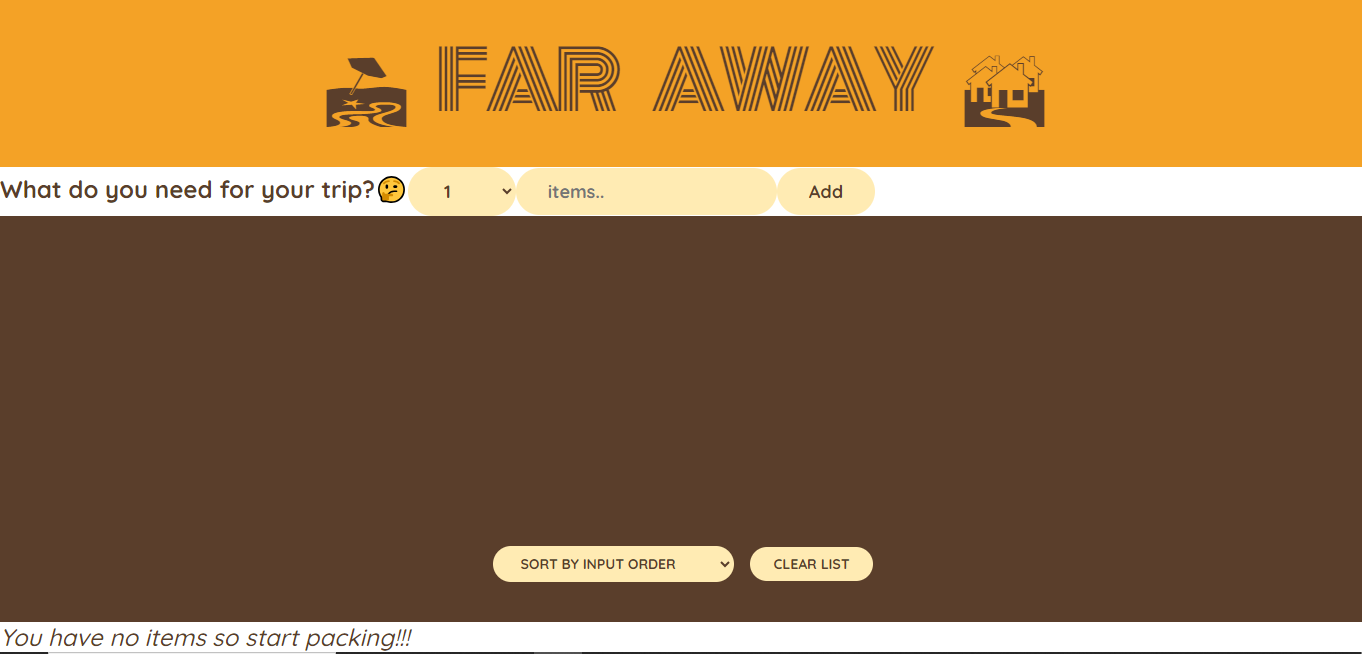 FAR AWAY
What do you need for your trip?🤔 1 items.. Add
SORT BY INPUT ORDER CLEAR LIST
You have no items so start packing!!!